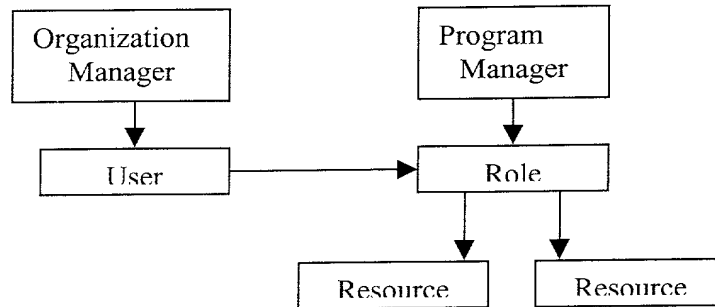 Organization
Manager
Program
Manager
User
Role
Resource
Resource